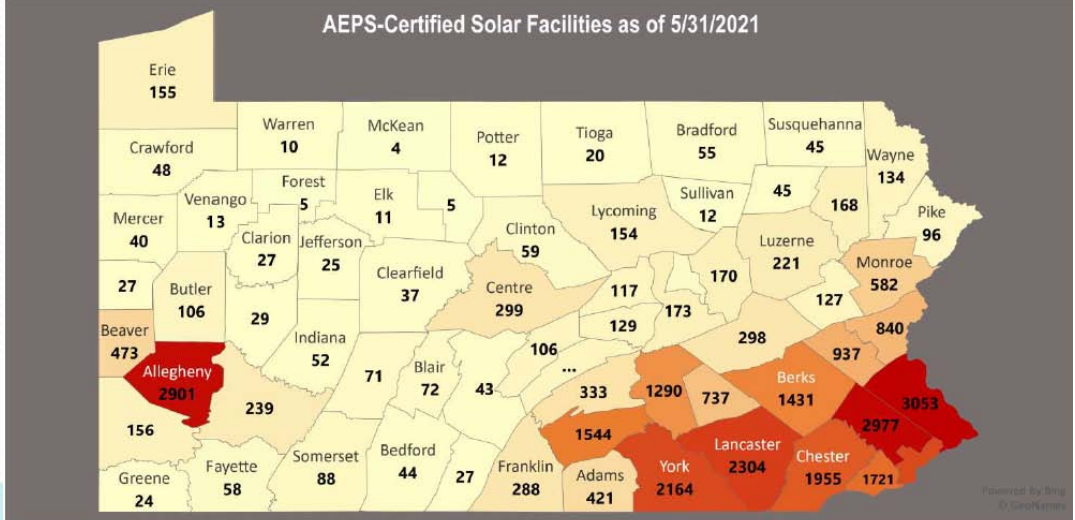 AEPS-Certified Solar Facilities as of 5/31/2021
Erie
155
Warren
10
McKean
4
Potter
12
Tioga
20
Bradford
55
Susquehanna
45
Wayne
134
Crawford
48
Venango
13
Forest
5
Elk
11
5
Sullivan
12
45
168
Pike
96
Mercer
40
Clarion
27
Jefferson
25
Clinton
59
Lycoming
154
Luzerne
221
Monroe
582
27
Butler
106
29
Clearfield
37
Centre
299
117
173
170
127
Beaver
473
Indiana
52
129
298
840
Allegheny
2901
239
71
Blair
72
43
106
...
333
1290
737
Berks
1431
937
3053
156
1544
2977
Greene
24
Fayette
58
Somerset
88
Bedford
44
27
Franklin
288
Adams
421
York
2164
Lancaster
2304
Chester
1955
1721
Powered by Bing
© GeoNames